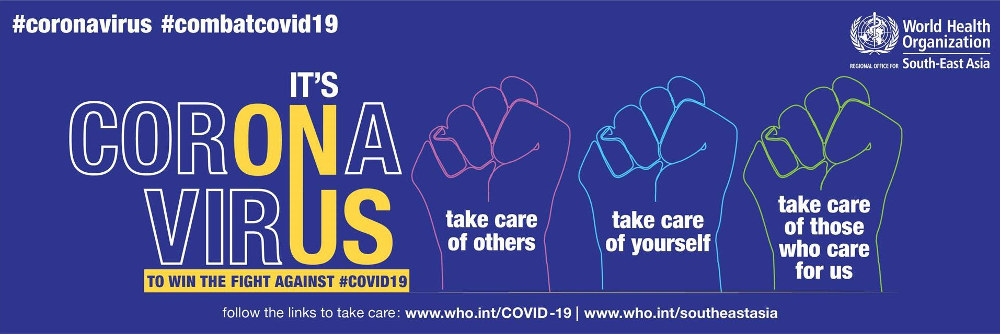 #coronavirus #combatcovid19
World Health
Organization
REGIONAL OFFICE FOR South-East Asia
IT'S
CORONA
VIRUS
TO WIN THE FIGHT AGAINST #COVID19
take care
of others
take care
of yourself
take care
of those
who care
for us
follow the links to take care: www.who.int/COVID-19 | www.who.int/southeastasia